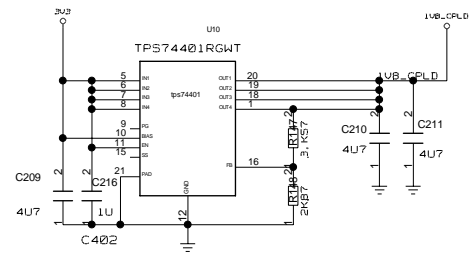 3V3
1V8_CPLD
U10
TPS74401RGWT
5 IN1 OUT1 20 1V8_CPLD
6 IN2 OUT2 19
7 IN3 tps74401 OUT3 18
8 IN4 OUT4 1
9 PG
10 BIAS
11 EN
15 SS
FB 16
21 PAD
GND
12
R147
3.K57
R148
2K87
C209
4U7
C216
1U
C402
C210
4U7
C211
4U7
2
1
2
1
2
1
2
1
2
1